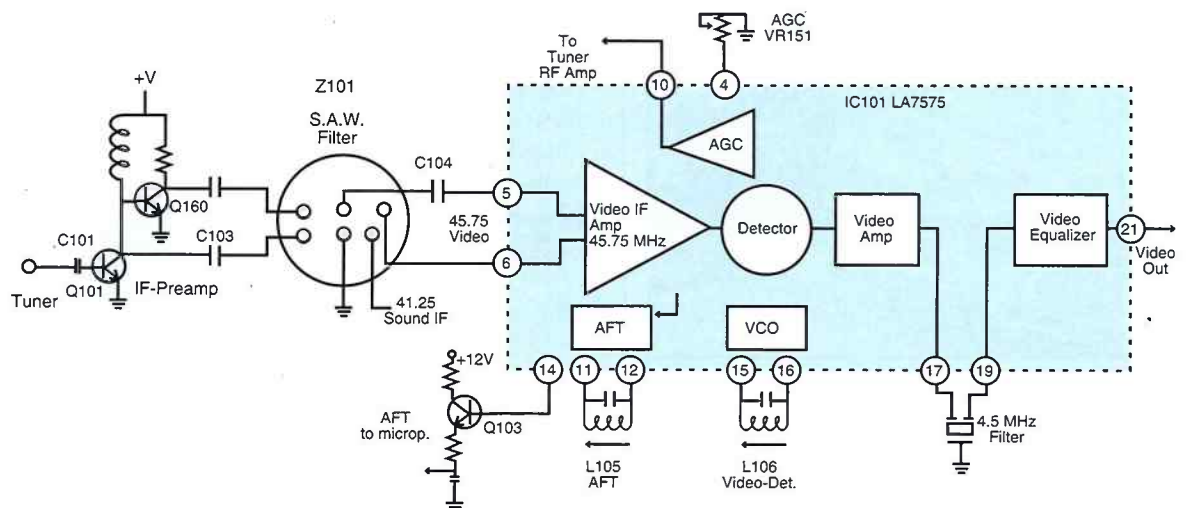 AGC
VR151
To
Tuner
RF Amp
10
4
IC101 LA7575
+V
Z101
S.A.W.
Filter
AGC
C104
5
Q160
45.75
Video
Video IF
Amp
45.75 MHz
Detector
Video
Amp
Video
Equalizer
21
Video
Out
C101
C103
6
Tuner
Q101
IF-Preamp
41.25
Sound IF
AFT
VCO
+12V
14
11
12
15
16
17
19
AFT
to microp.
Q103
4.5 MHz
Filter
L105
AFT
L106
Video-Det.